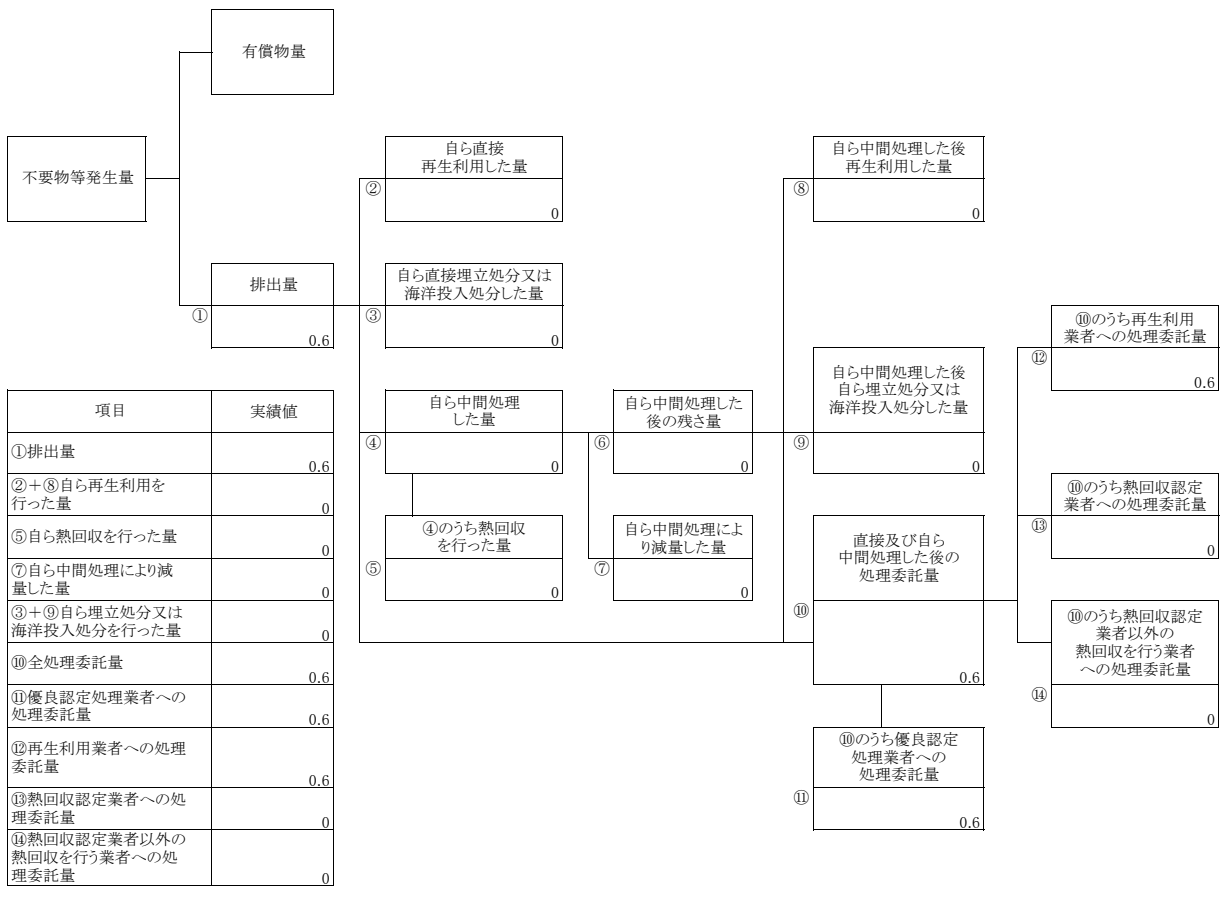 有償物量
不要物等発生量
自ら直接
再生利用した量
②
0
自ら中間処理した後
再生利用した量
⑧
0
排出量
①
0.6
自ら直接埋立処分又は
海洋投入処分した量
③
0
⑩のうち再生利用
業者への処理委託量
⑫
0.6
自ら中間処理
した量
④
0
自ら中間処理した
後の残さ量
⑥
0
自ら中間処理した後
自ら埋立処分又は
海洋投入処分した量
⑨
0
⑩のうち熱回収認定
業者への処理委託量
⑬
0
④のうち熱回収
を行った量
⑤
0
自ら中間処理によ
り減量した量
⑦
0
直接及び自ら
中間処理した後の
処理委託量
⑩
0.6
⑩のうち熱回収認定
業者以外の
熱回収を行う業者
への処理委託量
⑭
0
⑩のうち優良認定
処理業者への
処理委託量
⑪
0.6
項目 実績値
①排出量
0.6
②＋⑧自ら再生利用を
行った量
0
⑤自ら熱回収を行った量
0
⑦自ら中間処理により減
量した量
0
③＋⑨自ら埋立処分又は
海洋投入処分を行った量
0
⑩全処理委託量
0.6
⑪優良認定処理業者への
処理委託量
0.6
⑫再生利用業者への処理
委託量
0.6
⑬熱回収認定業者への処
理委託量
0
⑭熱回収認定業者以外の
熱回収を行う業者への処
理委託量
0